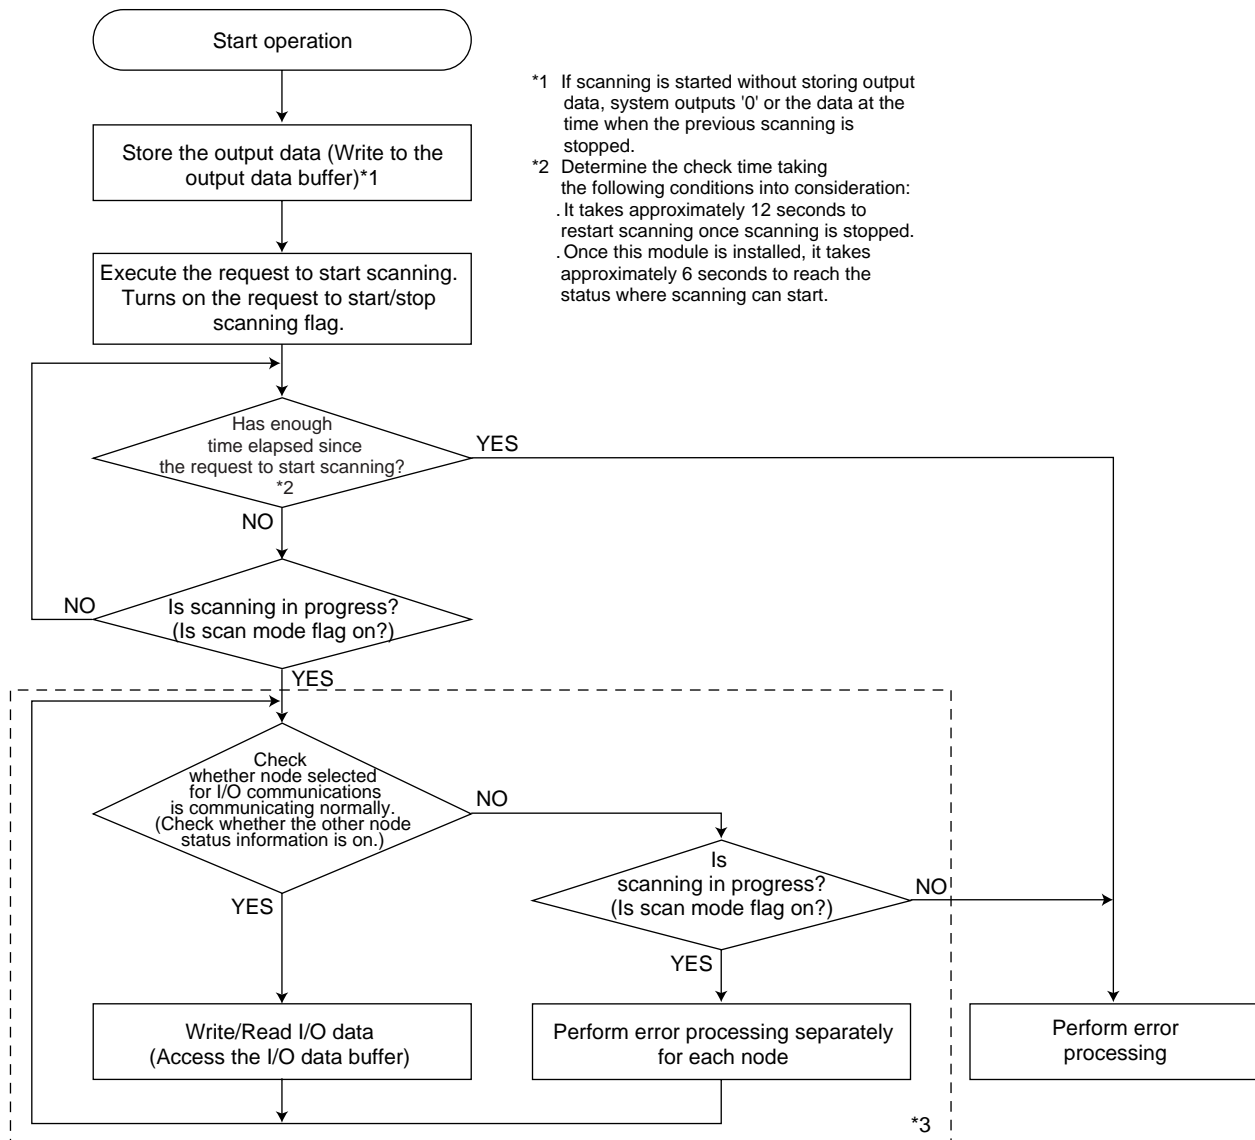 Start operation
*1 If scanning is started without storing output
data, system outputs '0' or the data at the
time when the previous scanning is
stopped.
*2 Determine the check time taking
the following conditions into consideration:
. It takes approximately 12 seconds to
restart scanning once scanning is stopped.
. Once this module is installed, it takes
approximately 6 seconds to reach the
status where scanning can start.
Store the output data (Write to the
output data buffer)*1
Execute the request to start scanning.
Turns on the request to start/stop
scanning flag.
Has enough
time elapsed since
the request to start scanning?
*2
YES
NO
Is scanning in progress?
(Is scan mode flag on?)
NO
YES
Check
whether node selected
for I/O communications
is communicating normally.
(Check whether the other node
status information is on.)
NO
YES
Is
scanning in progress?
(Is scan mode flag on?)
NO
YES
Write/Read I/O data
(Access the I/O data buffer)
Perform error processing separately
for each node
Perform error
processing
*3